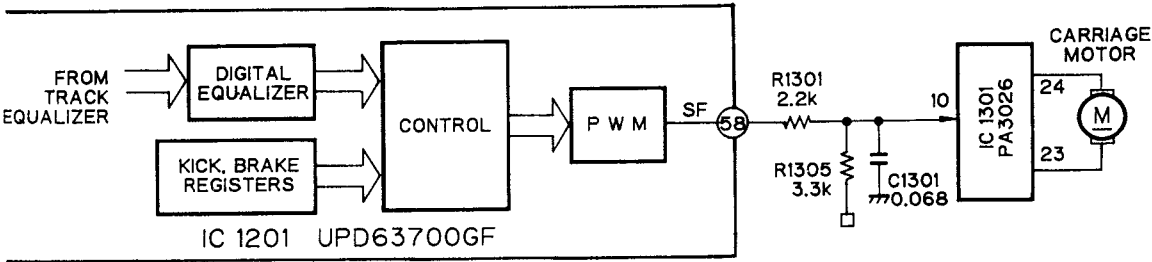 FROM
TRACK
EQUALIZER
DIGITAL
EQUALIZER
KICK, BRAKE
REGISTERS
CONTROL
PWM
SF
58
IC 1201 UPD63700GF
R1301
2.2k
R1305
3.3k
C1301
0.068
10
IC 1301
PA3026
24
23
CARRIAGE
MOTOR
M